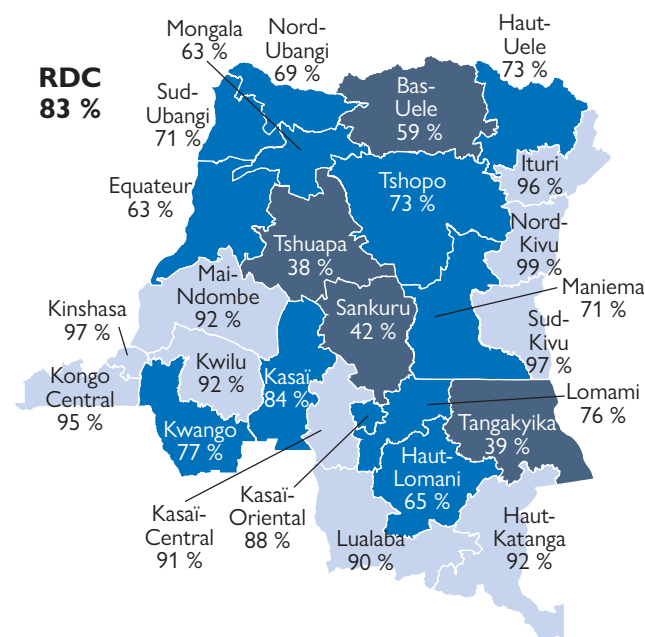 RDC
83 %
Mongala
63 %
Nord-
Ubangi
69 %
Haut-
Uele
73 %
Sud-
Ubangi
71 %
Bas-
Uele
59 %
Equateur
63 %
Tshopo
73 %
Ituri
96 %
Tshuapa
38 %
Nord-
Kivu
99 %
Mai-
Ndombe
92 %
Sankuru
42 %
Maniema
71 %
Kinshasa
97 %
Sud-
Kivu
97 %
Kongo
Central
95 %
Kwilu
92 %
Kasaï
84 %
Lomami
76 %
Kwango
77 %
Tangakyika
39 %
Haut-
Lomani
65 %
Kasaï-
Central
91 %
Kasaï-
Oriental
88 %
Lualaba
90 %
Haut-
Katanga
92 %